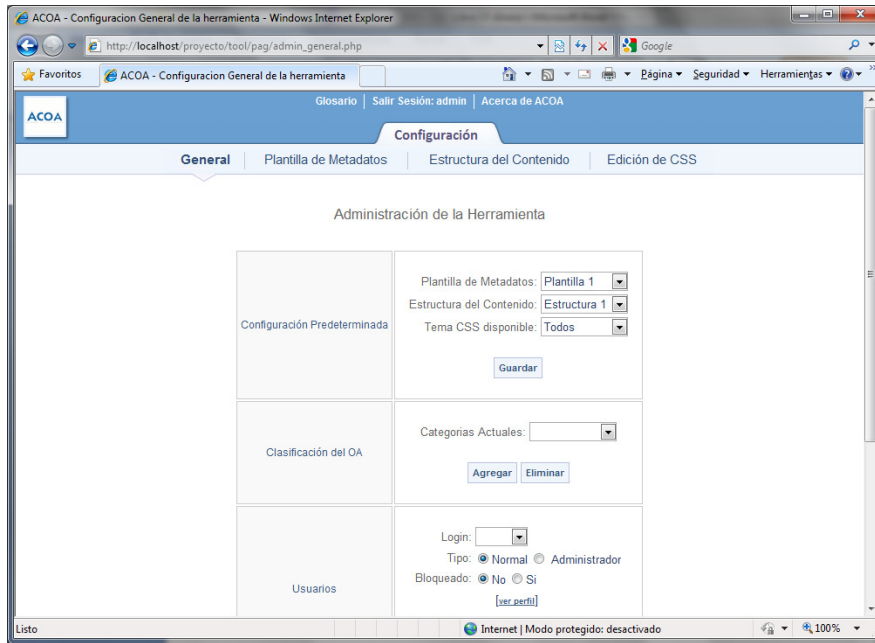 ACOA - Configuracion General de la herramienta - Windows Internet Explorer
http://localhost/proyecto/tool/pag/admin_general.php Google
Favoritos ACOA - Configuracion General de la herramienta Página Seguridad Herramientas
Glosario | Salir Sesión: admin | Acerca de ACOA
ACOA
Configuración
General Plantilla de Metadatos Estructura del Contenido Edición de CSS
Administración de la Herramienta
Plantilla de Metadatos: Plantilla 1
Estructura del Contenido: Estructura 1
Configuración Predeterminada Tema CSS disponible: Todos
Guardar
Categorias Actuales:
Clasificación del OA
Agregar Eliminar
Login:
Tipo: Normal Administrador
Bloqueado: No Si
Usuarios
[ver perfil]
Listo Internet | Modo protegido: desactivado 100%